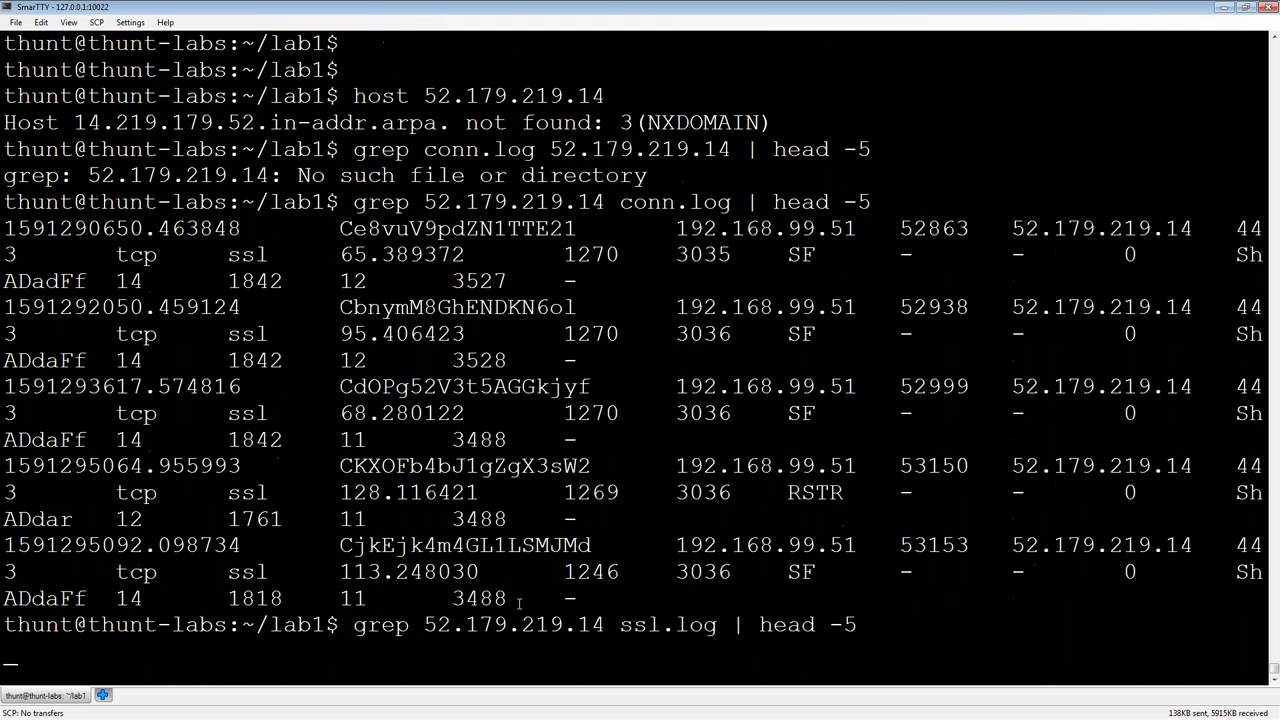 SmarTTY - 127.0.0.1:10022
File Edit View SCP Settings Help
thunt@thunt-labs:~/lab1$
thunt@thunt-labs:~/lab1$
thunt@thunt-labs:~/lab1$ host 52.179.219.14
Host 14.219.179.52.in-addr.arpa. not found: 3(NXDOMAIN)
thunt@thunt-labs:~/lab1$ grep conn.log 52.179.219.14 | head -5
grep: 52.179.219.14: No such file or directory
thunt@thunt-labs:~/lab1$ grep 52.179.219.14 conn.log | head -5
1591290650.463848 Ce8vuV9pdZN1TTE21 192.168.99.51 52863 52.179.219.14 44
3 tcp ssl 65.389372 1270 3035 SF - - 0 Sh
ADadFf 14 1842 12 3527 -
1591292050.459124 CbnymM8GhENDKN6ol 192.168.99.51 52938 52.179.219.14 44
3 tcp ssl 95.406423 1270 3036 SF - - 0 Sh
ADdaFf 14 1842 12 3528 -
1591293617.574816 CdOPg52V3t5AGGkjyf 192.168.99.51 52999 52.179.219.14 44
3 tcp ssl 68.280122 1270 3036 SF - - 0 Sh
ADdaFf 14 1842 11 3488 -
1591295064.955993 CKXOFb4bJ1gZgX3sW2 192.168.99.51 53150 52.179.219.14 44
3 tcp ssl 128.116421 1269 3036 RSTR - - 0 Sh
ADdar 12 1761 11 3488 -
1591295092.098734 CjkEjk4m4GL1LSMJMd 192.168.99.51 53153 52.179.219.14 44
3 tcp ssl 113.248030 1246 3036 SF - - 0 Sh
ADdaFf 14 1818 11 3488 -
thunt@thunt-labs:~/lab1$ grep 52.179.219.14 ssl.log | head -5
thunt@thunt-labs: ~/lab1
SCP: No transfers 138KB sent, 5915KB received